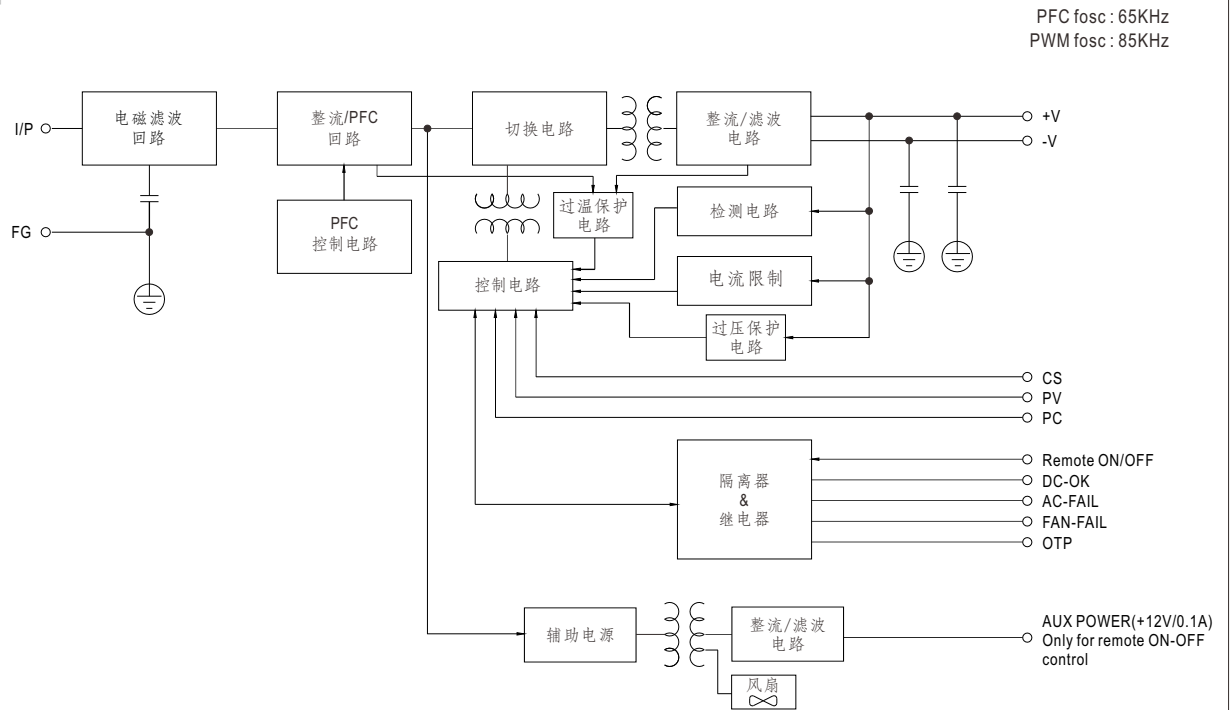 PFC fosc : 65KHz
PWM fosc : 85KHz
I/P
电磁滤波
回路
整流/PFC
回路
切换电路
整流/滤波
电路
+V
-V
FG
PFC
控制电路
过温保护
电路
检测电路
控制电路
电流限制
过压保护
电路
CS
PV
PC
隔离器
&
继电器
Remote ON/OFF
DC-OK
AC-FAIL
FAN-FAIL
OTP
辅助电源
整流/滤波
电路
风扇
AUX POWER(+12V/0.1A)
Only for remote ON-OFF
control